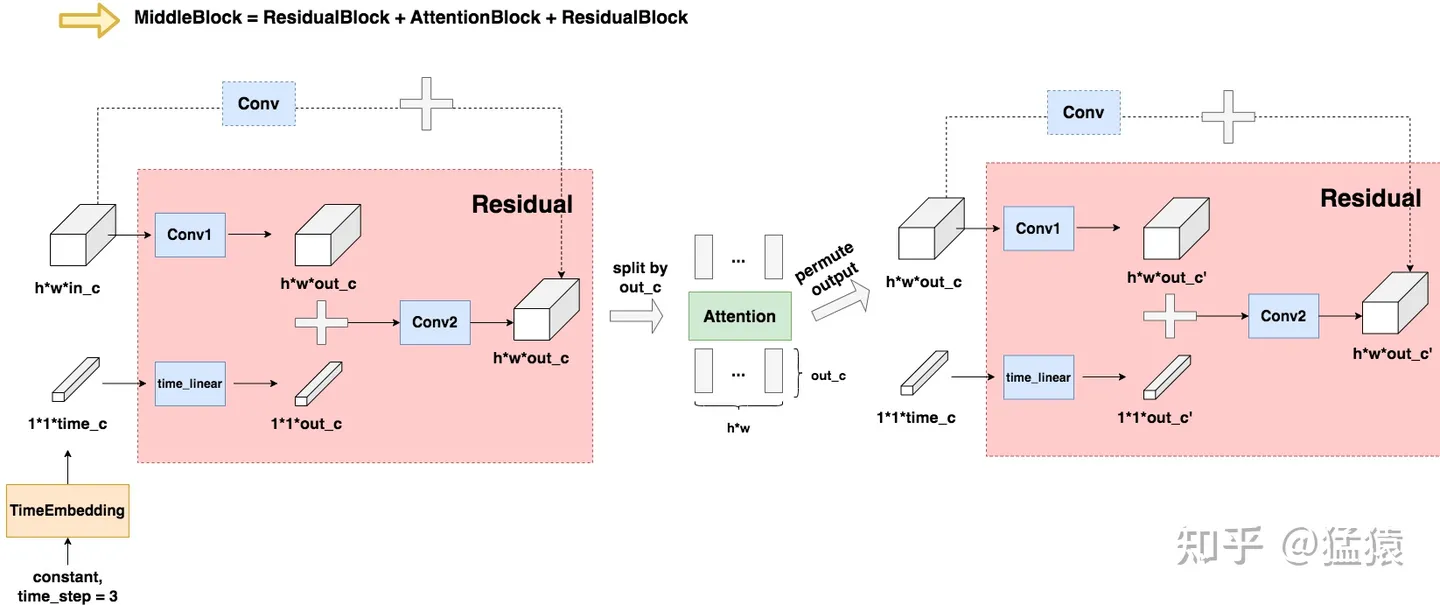 MiddleBlock = ResidualBlock + AttentionBlock + ResidualBlock
Conv
Residual
Conv1
h*w*in_c
h*w*out_c
Conv2
h*w*out_c
time_linear
1*1*time_c
1*1*out_c
TimeEmbedding
constant,
time_step = 3
split by
out_c
...
Attention
...
out_c
h*w
permute
output
Conv
Residual
Conv1
h*w*out_c
h*w*out_c'
Conv2
h*w*out_c'
time_linear
1*1*time_c
1*1*out_c'
知乎 @猛猿